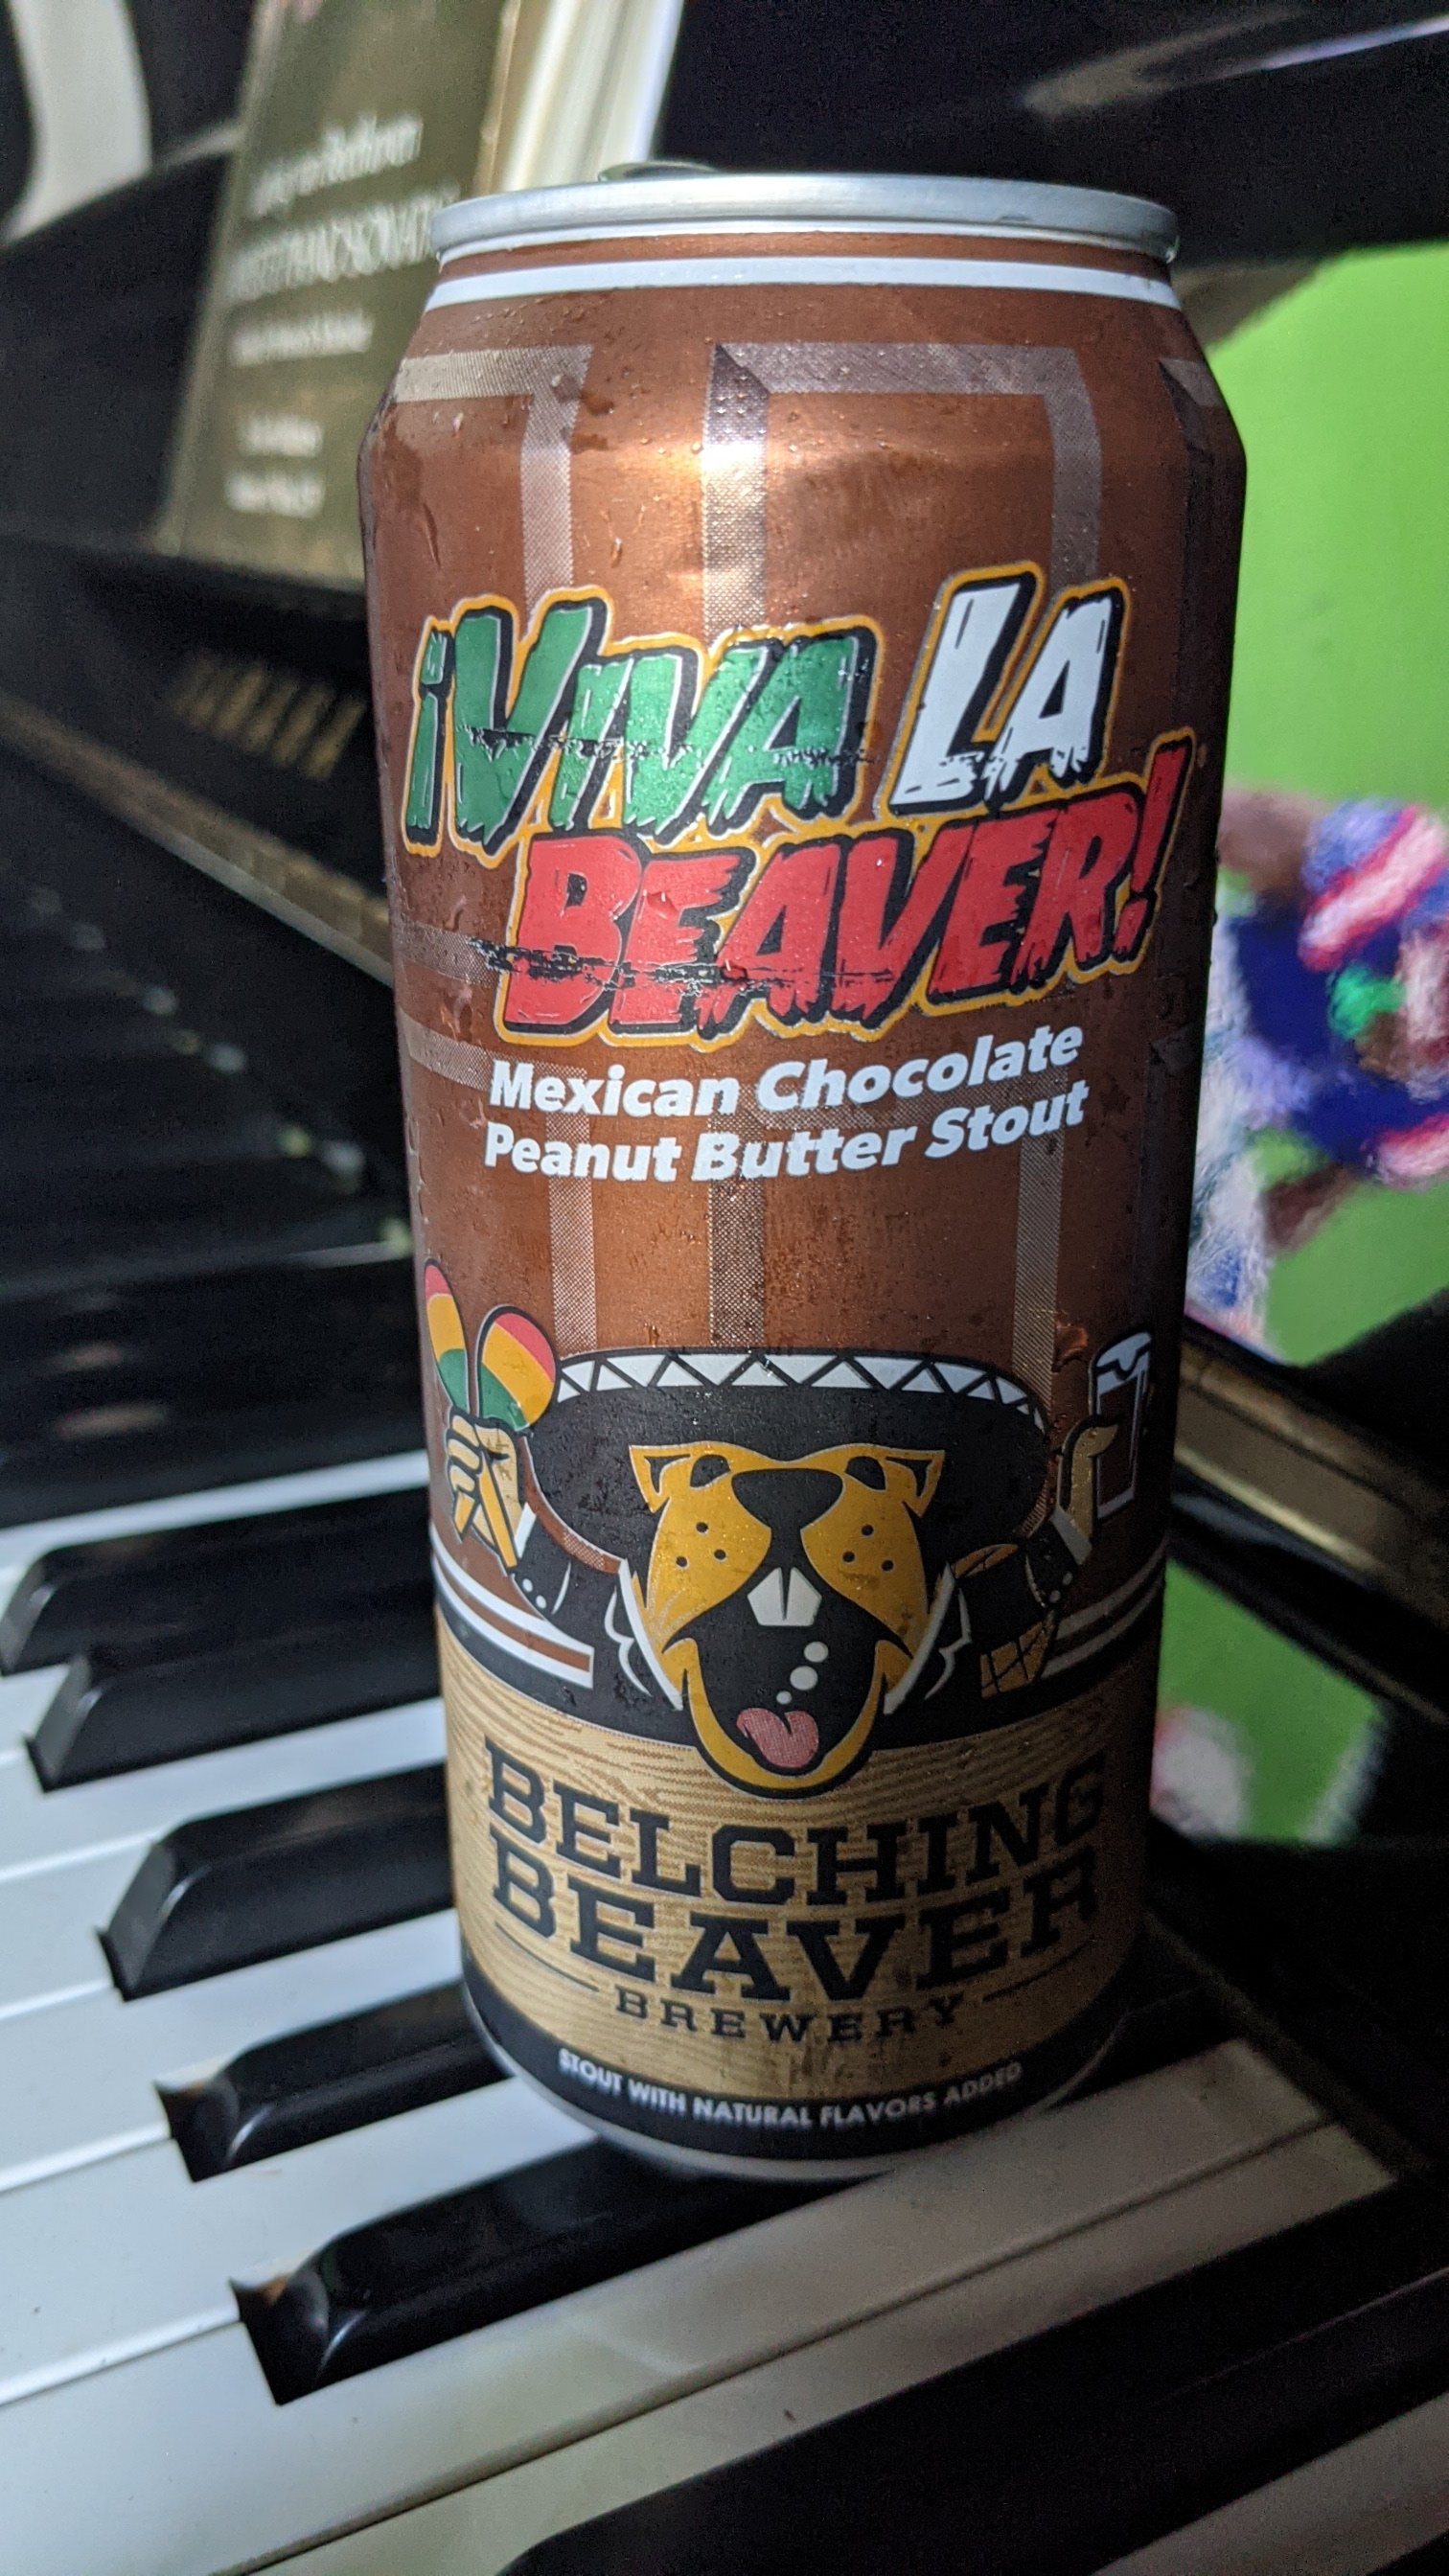 ¡VIVA LA
BEAVER!
Mexican Chocolate
Peanut Butter Stout
BELCHING
BEAVER
BREWERY
STOUT WITH NATURAL FLAVORS ADDED